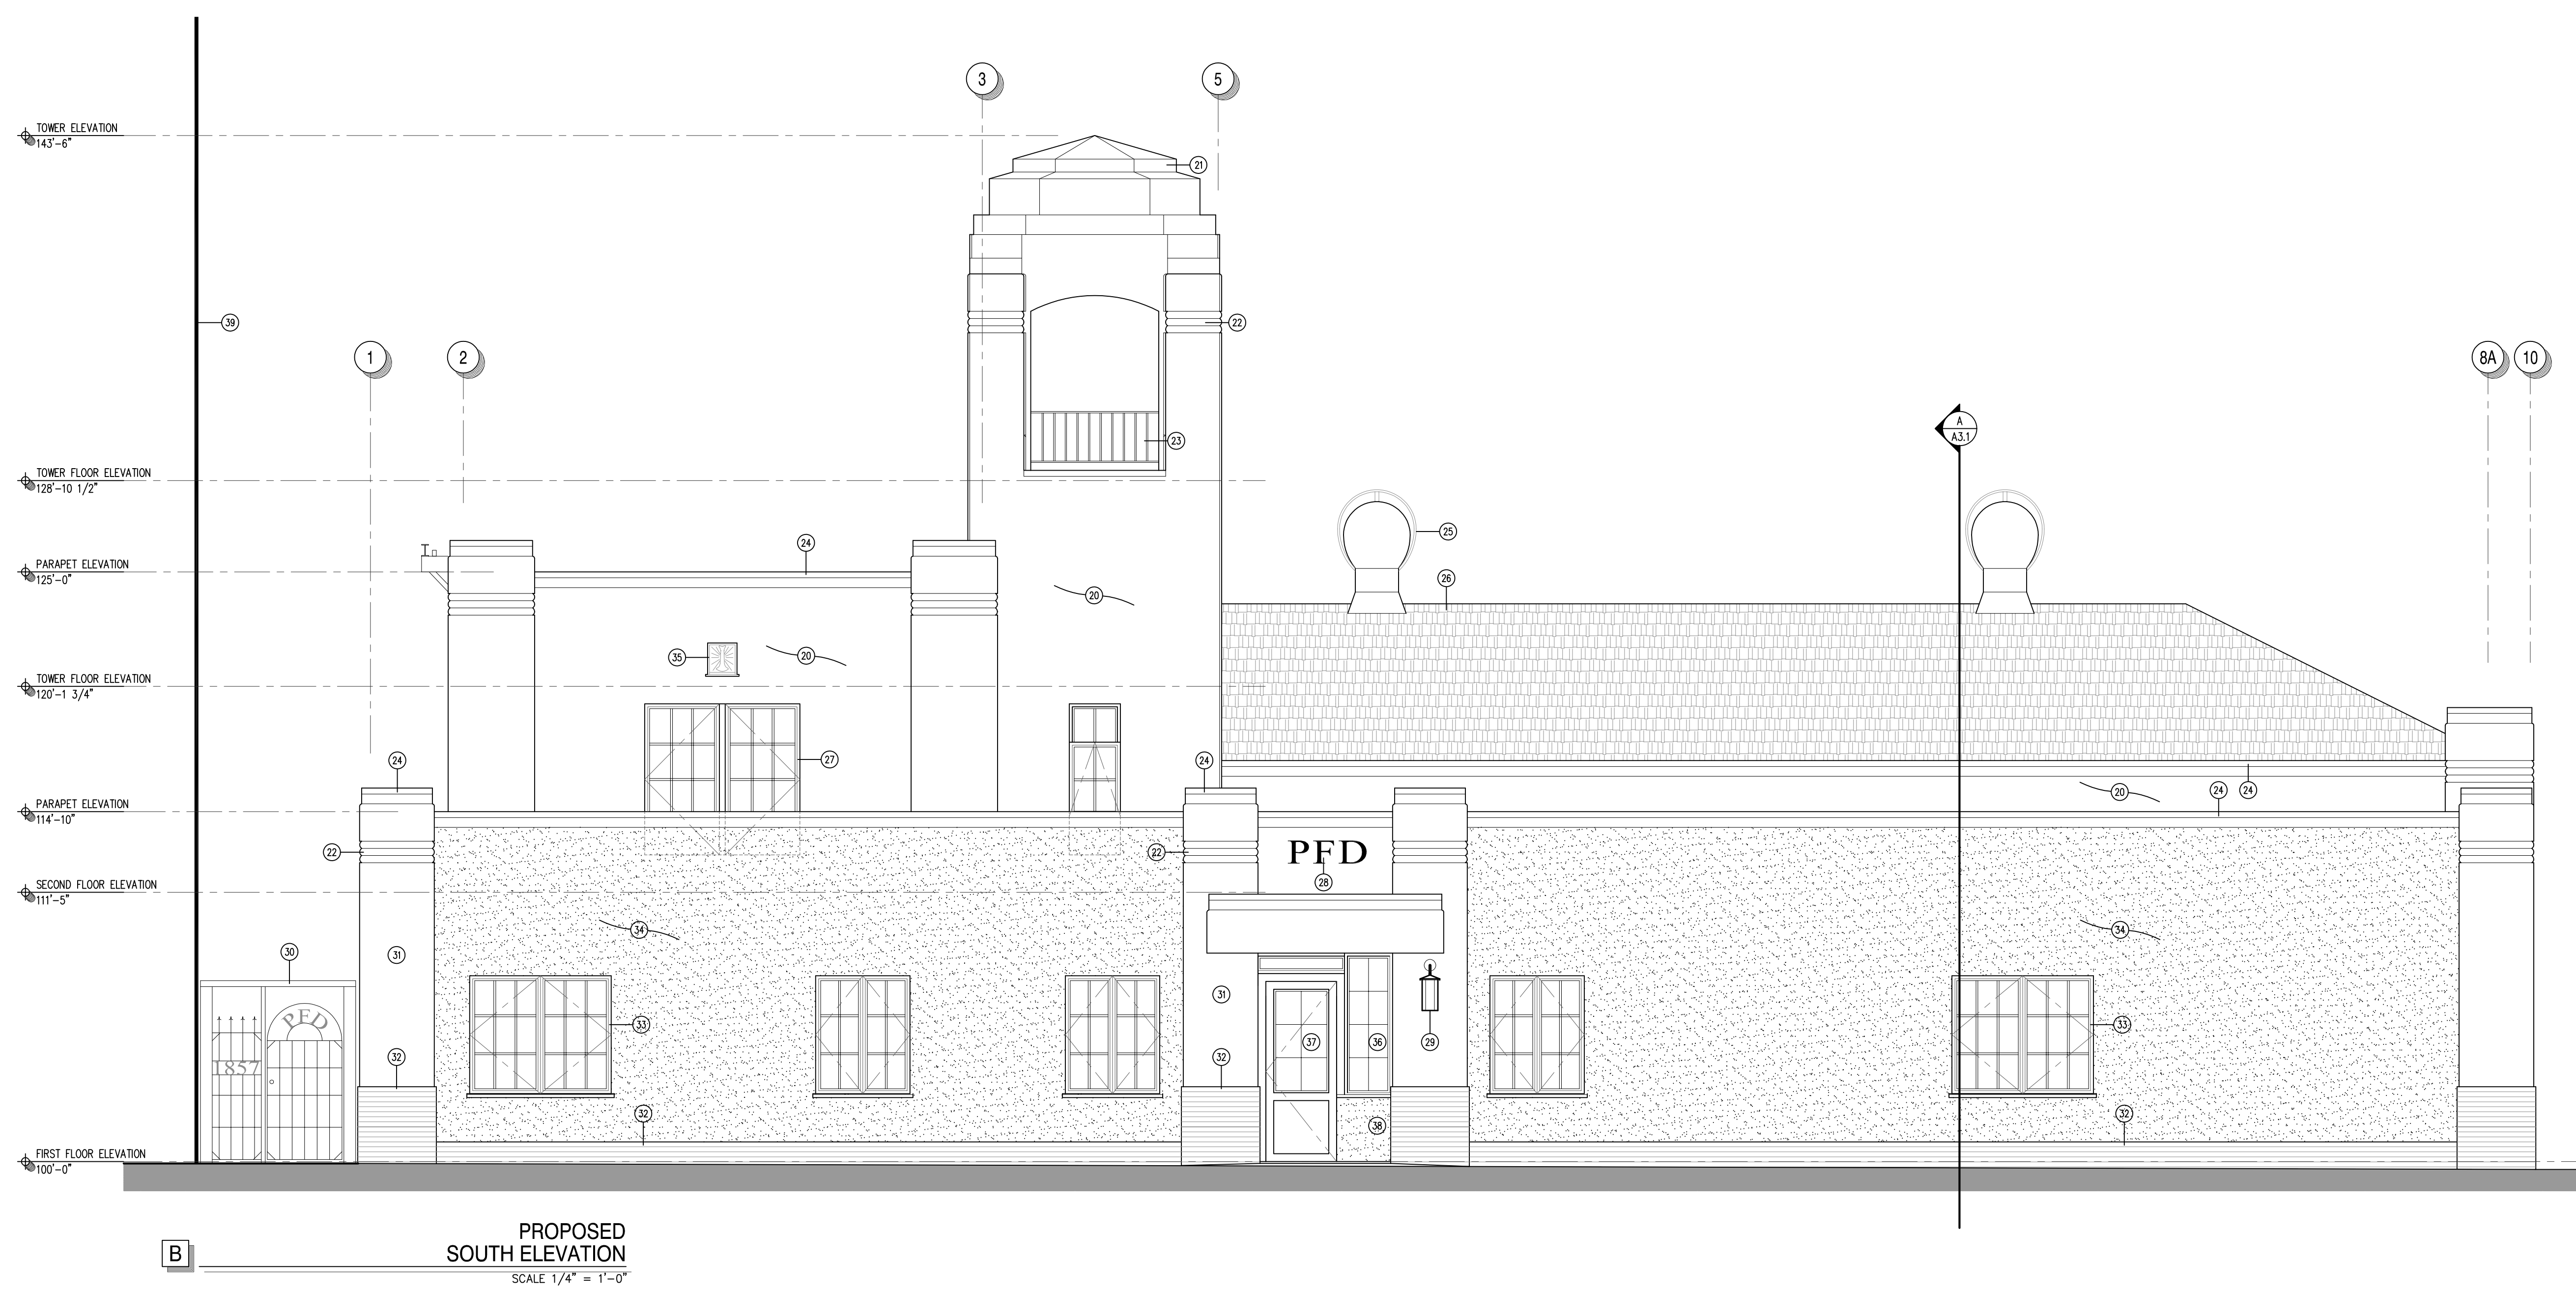 3
5
TOWER ELEVATION
143'-6"
21
39
22
1
2
8A
10
A
A3.1
23
TOWER FLOOR ELEVATION
128'-10 1/2"
25
24
PARAPET ELEVATION
125'-0"
26
20
35
20
TOWER FLOOR ELEVATION
120'-1 3/4"
27
24
24
20
24
24
PARAPET ELEVATION
114'-10"
22
22
PFD
28
SECOND FLOOR ELEVATION
111'-5"
34
34
30
31
31
PFD
33
33
37
36
29
1857
32
32
32
32
38
FIRST FLOOR ELEVATION
100'-0"
B
PROPOSED
SOUTH ELEVATION
SCALE 1/4" = 1'-0"